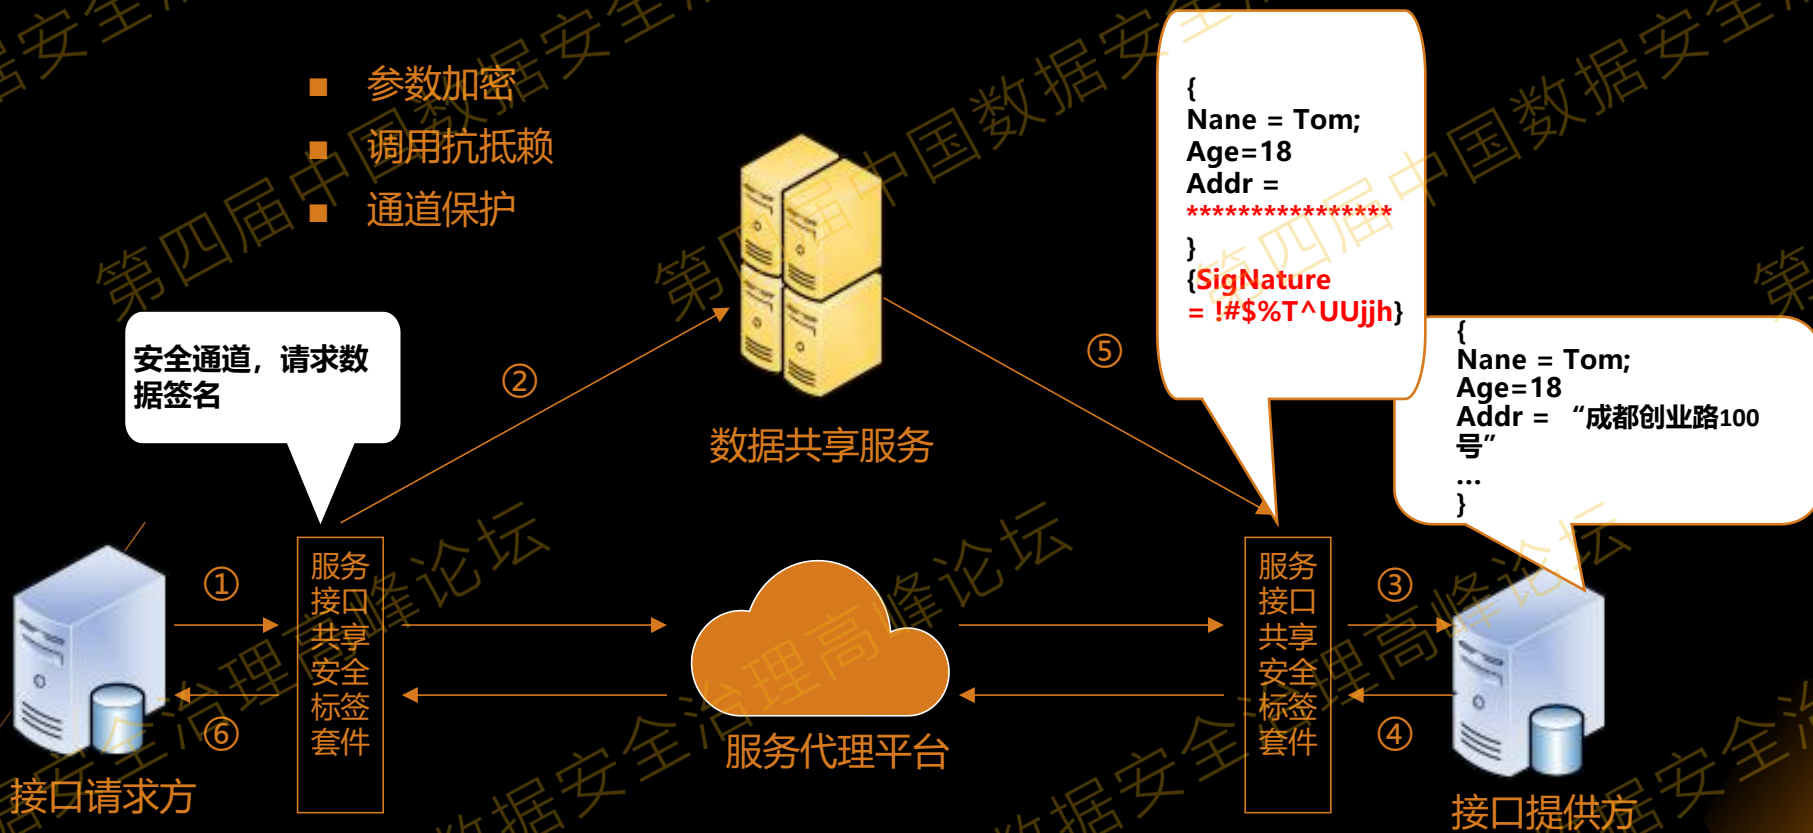 ■ 参数加密
■ 调用抗抵赖
■ 通道保护
{
Nane = Tom;
Age=18
Addr =
****************
}
{SigNature
= !#$%T^UUjjh}
{
Nane = Tom;
Age=18
Addr = “成都创业路100
号”
...
}
安全通道，请求数
据签名
②
⑤
数据共享服务
①
服务
接口
共享
安全
标签
套件
服务
接口
共享
安全
标签
套件
③
⑥
④
服务代理平台
接口请求方
接口提供方
第四届中国数据安全治理高峰论坛